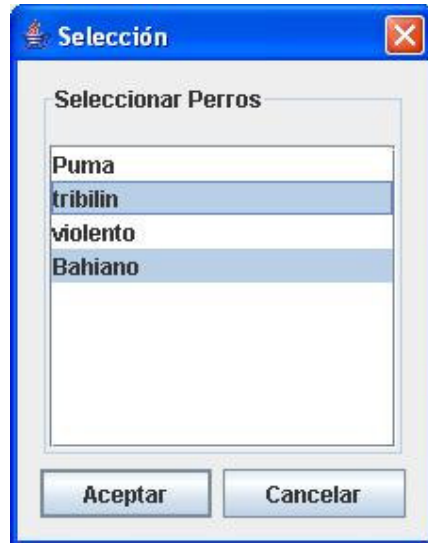 Selección
Seleccionar Perros
Puma
tribilin
violento
Bahiano
Aceptar
Cancelar